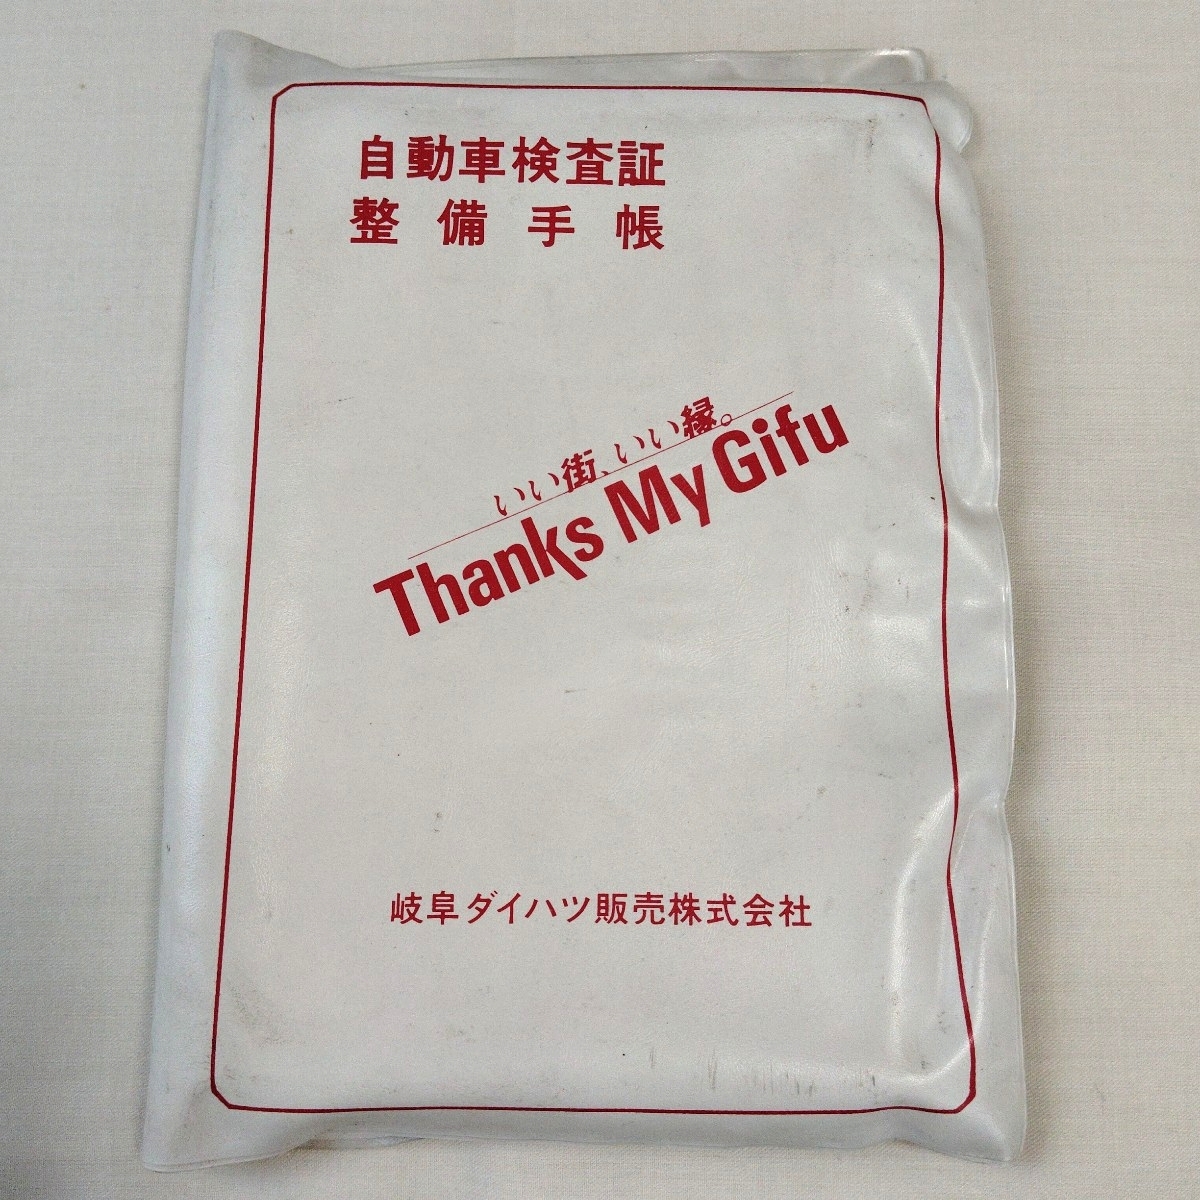 自動車検査証
整備手帳
いい街、いい縁。
Thanks My Gifu
岐阜ダイハツ販売株式会社